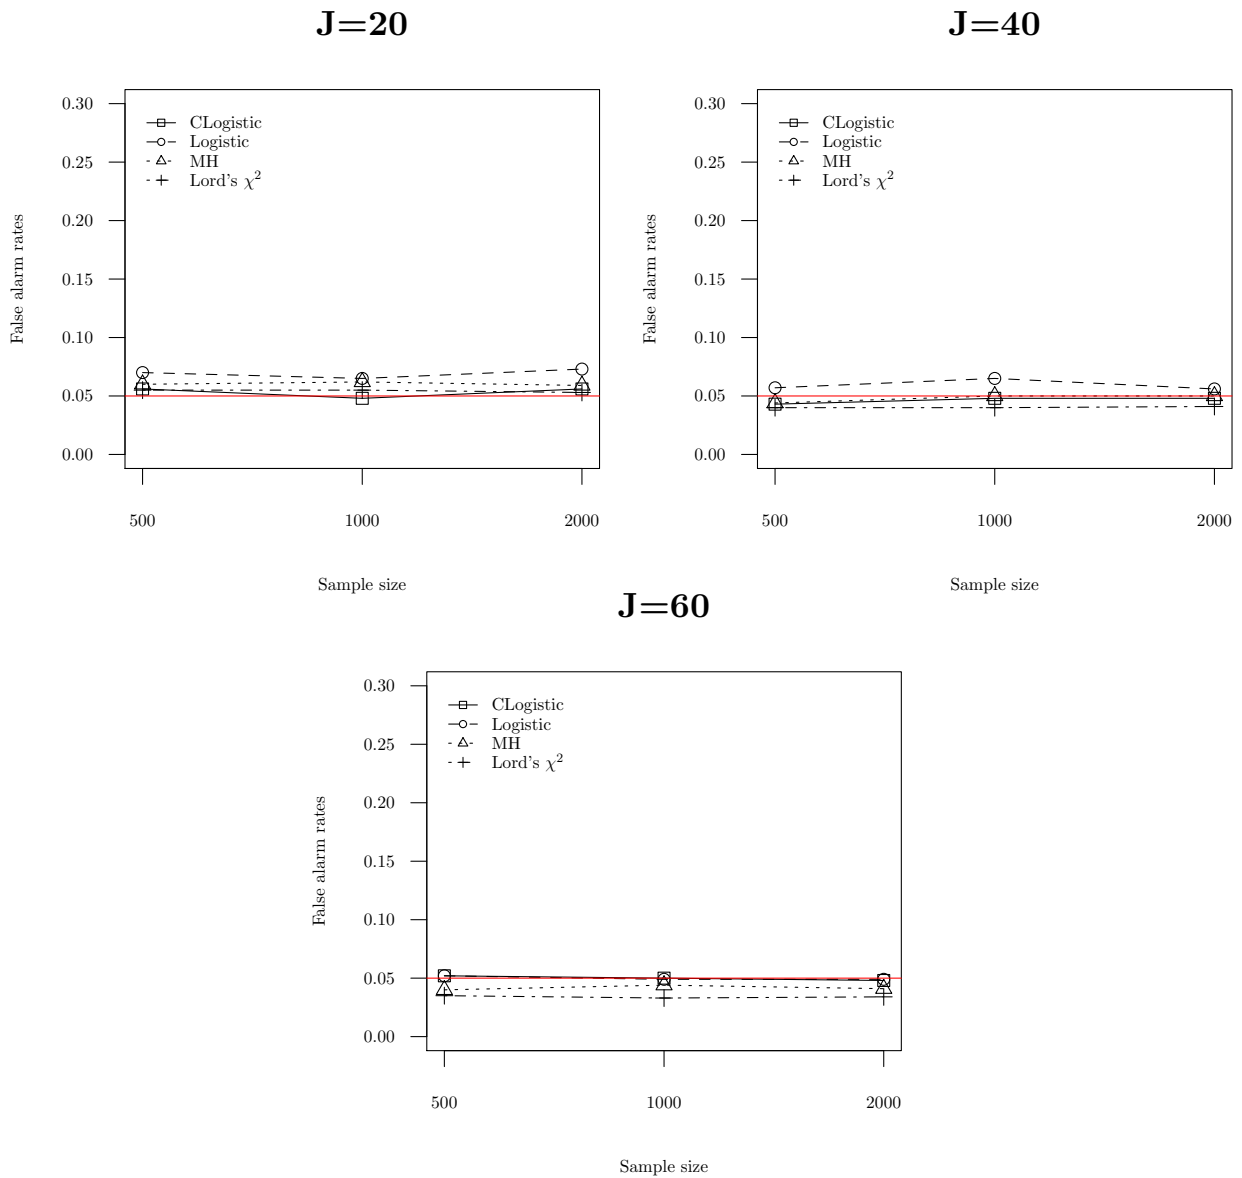 J=20
0.30
0.25
0.20
0.15
0.10
0.05
0.00
False alarm rates
CLogistic
Logistic
MH
Lord's χ²
500 1000 2000
Sample size
J=40
0.30
0.25
0.20
0.15
0.10
0.05
0.00
False alarm rates
CLogistic
Logistic
MH
Lord's χ²
500 1000 2000
Sample size
J=60
0.30
0.25
0.20
0.15
0.10
0.05
0.00
False alarm rates
CLogistic
Logistic
MH
Lord's χ²
500 1000 2000
Sample size